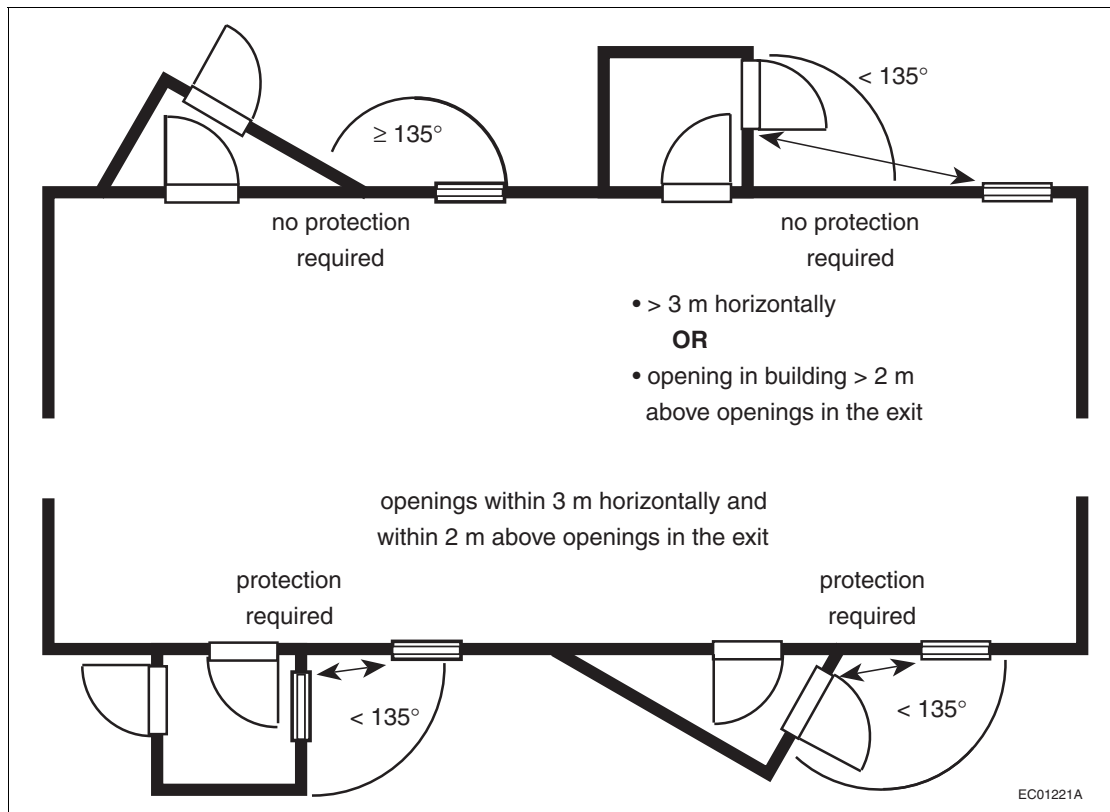 < 135°
≥ 135°
no protection
required
no protection
required
• > 3 m horizontally
OR
• opening in building > 2 m
above openings in the exit
openings within 3 m horizontally and
within 2 m above openings in the exit
protection
required
protection
required
< 135°
< 135°
EC01221A